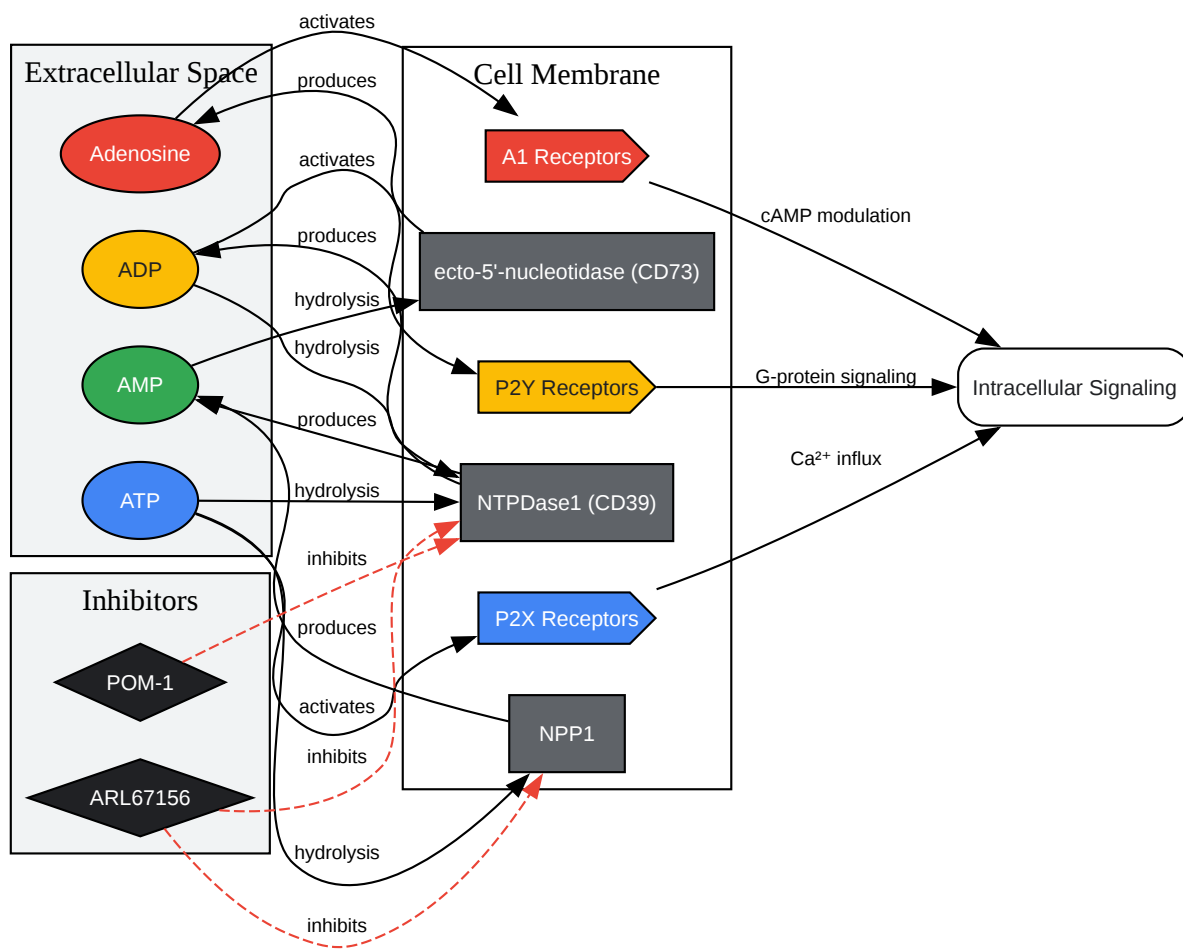 activates
Extracellular Space
Cell Membrane
produces
Adenosine
A1 Receptors
activates
cAMP modulation
produces
ADP
ecto-5'-nucleotidase (CD73)
hydrolysis
hydrolysis
AMP
P2Y Receptors
G-protein signaling
Intracellular Signaling
produces
Ca²⁺ influx
ATP
hydrolysis
NTPDase1 (CD39)
inhibits
Inhibitors
produces
P2X Receptors
POM-1
activates
NPP1
inhibits
ARL67156
hydrolysis
inhibits